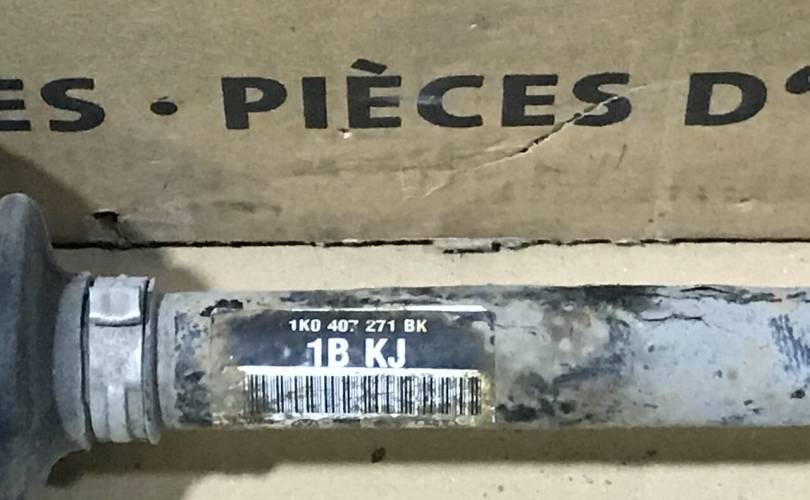 ES · PIÈCES D'
1K0 407 271 BK
1B KJ